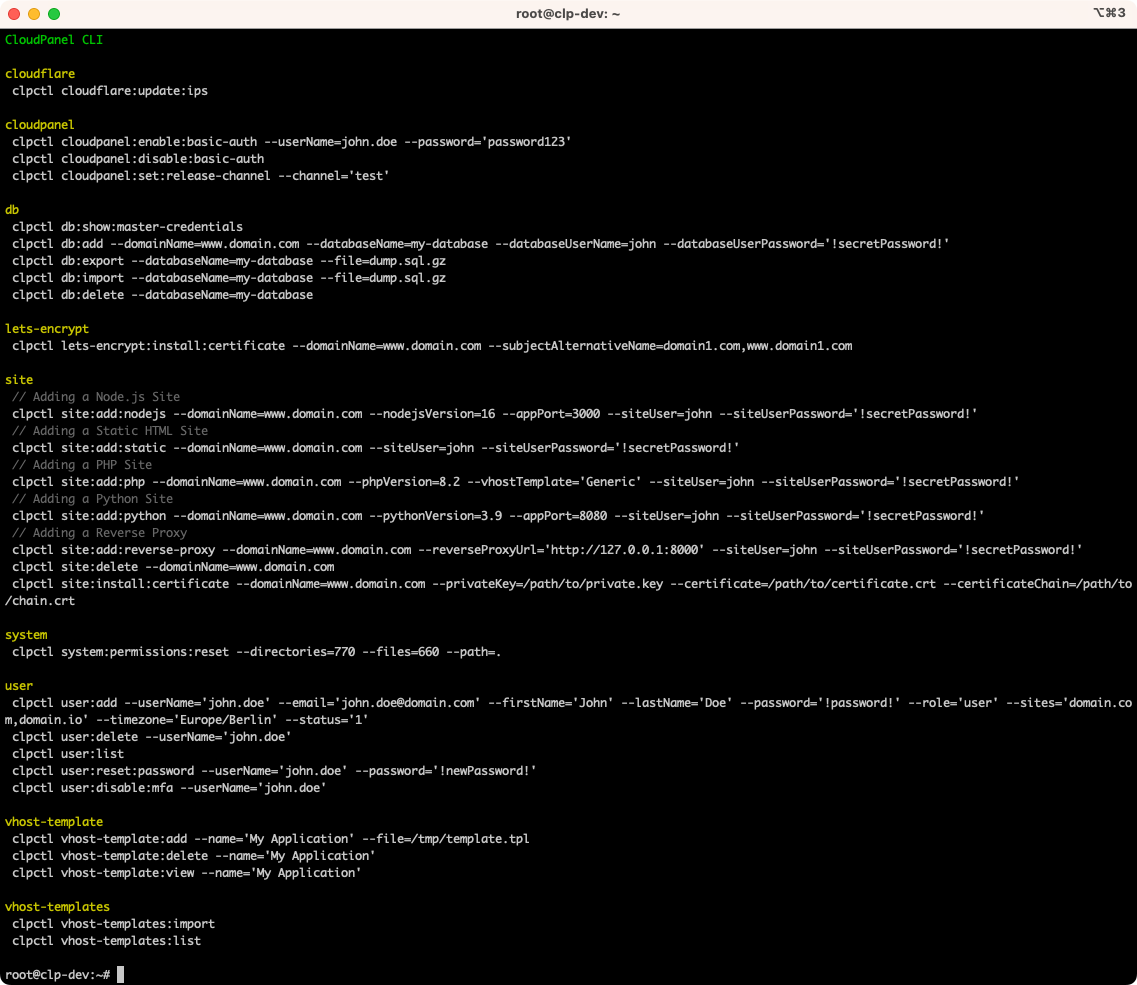 root@clp-dev: ~
⌥⌘3
CloudPanel CLI
cloudflare
clpctl cloudflare:update:ips
cloudpanel
clpctl cloudpanel:enable:basic-auth --userName=john.doe --password='password123'
clpctl cloudpanel:disable:basic-auth
clpctl cloudpanel:set:release-channel --channel='test'
db
clpctl db:show:master-credentials
clpctl db:add --domainName=www.domain.com --databaseName=my-database --databaseUserName=john --databaseUserPassword='!secretPassword!'
clpctl db:export --databaseName=my-database --file=dump.sql.gz
clpctl db:import --databaseName=my-database --file=dump.sql.gz
clpctl db:delete --databaseName=my-database
lets-encrypt
clpctl lets-encrypt:install:certificate --domainName=www.domain.com --subjectAlternativeName=domain1.com,www.domain1.com
site
// Adding a Node.js Site
clpctl site:add:nodejs --domainName=www.domain.com --nodejsVersion=16 --appPort=3000 --siteUser=john --siteUserPassword='!secretPassword!'
// Adding a Static HTML Site
clpctl site:add:static --domainName=www.domain.com --siteUser=john --siteUserPassword='!secretPassword!'
// Adding a PHP Site
clpctl site:add:php --domainName=www.domain.com --phpVersion=8.2 --vhostTemplate='Generic' --siteUser=john --siteUserPassword='!secretPassword!'
// Adding a Python Site
clpctl site:add:python --domainName=www.domain.com --pythonVersion=3.9 --appPort=8080 --siteUser=john --siteUserPassword='!secretPassword!'
// Adding a Reverse Proxy
clpctl site:add:reverse-proxy --domainName=www.domain.com --reverseProxyUrl='http://127.0.0.1:8000' --siteUser=john --siteUserPassword='!secretPassword!'
clpctl site:delete --domainName=www.domain.com
clpctl site:install:certificate --domainName=www.domain.com --privateKey=/path/to/private.key --certificate=/path/to/certificate.crt --certificateChain=/path/to
/chain.crt
system
clpctl system:permissions:reset --directories=770 --files=660 --path=.
user
clpctl user:add --userName='john.doe' --email='john.doe@domain.com' --firstName='John' --lastName='Doe' --password='!password!' --role='user' --sites='domain.co
m,domain.io' --timezone='Europe/Berlin' --status='1'
clpctl user:delete --userName='john.doe'
clpctl user:list
clpctl user:reset:password --userName='john.doe' --password='!newPassword!'
clpctl user:disable:mfa --userName='john.doe'
vhost-template
clpctl vhost-template:add --name='My Application' --file=/tmp/template.tpl
clpctl vhost-template:delete --name='My Application'
clpctl vhost-template:view --name='My Application'
vhost-templates
clpctl vhost-templates:import
clpctl vhost-templates:list
root@clp-dev:~#